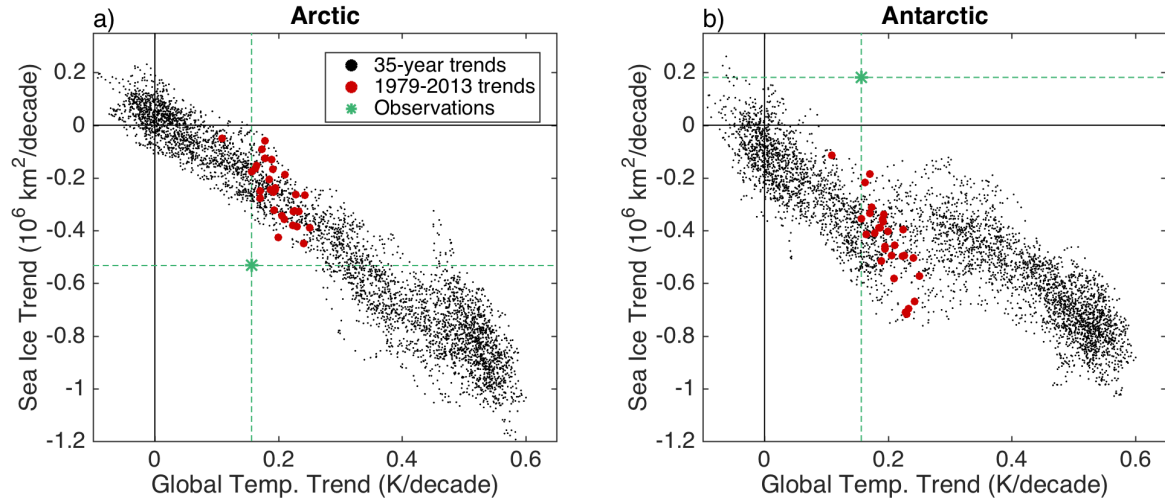 a) Arctic
0.2
0
-0.2
-0.4
-0.6
-0.8
-1
-1.2
Sea Ice Trend (10⁶ km²/decade)
35-year trends
1979-2013 trends
Observations
0 0.2 0.4 0.6
Global Temp. Trend (K/decade)
b) Antarctic
0.2
0
-0.2
-0.4
-0.6
-0.8
-1
-1.2
Sea Ice Trend (10⁶ km²/decade)
0 0.2 0.4 0.6
Global Temp. Trend (K/decade)